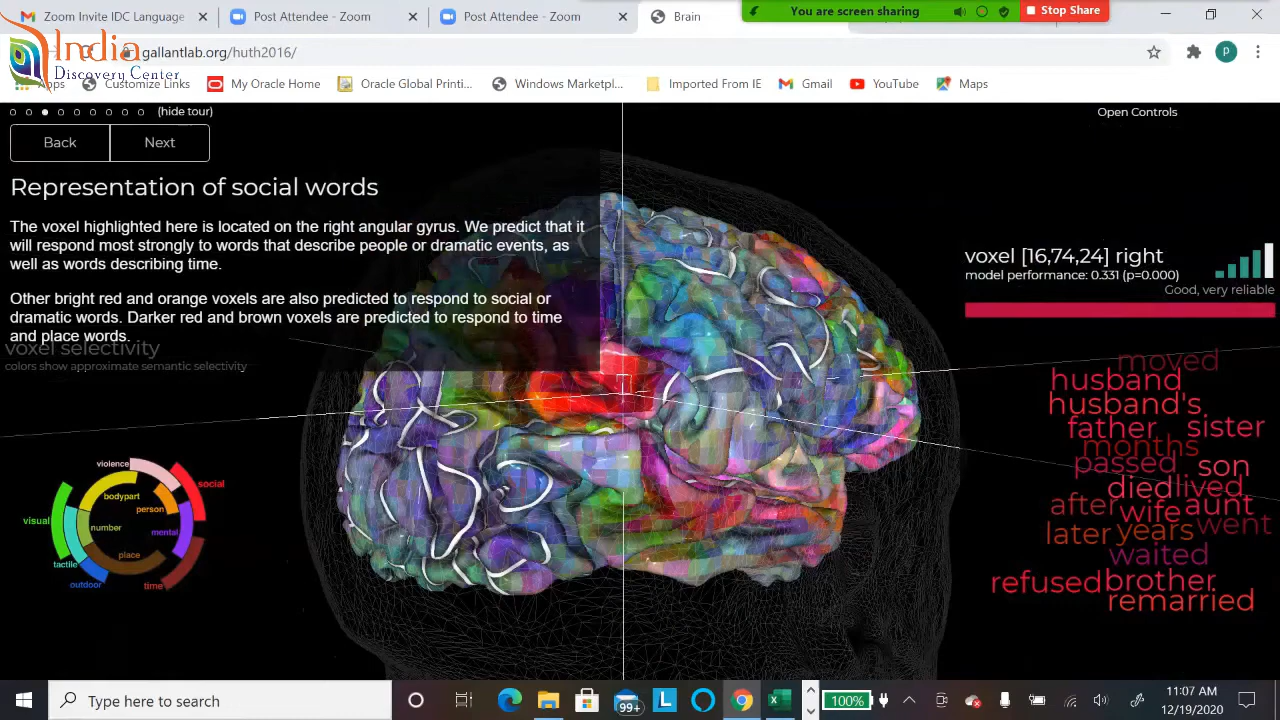 Zoom Invite IDC Language
Post Attendee - Zoom
Post Attendee - Zoom
Brain
You are screen sharing
Stop Share
India
Discovery Center
gallantlab.org/huth2016/
p
Apps
Customize Links
My Oracle Home
Oracle Global Printi...
Windows Marketpl...
Imported From IE
Gmail
YouTube
Maps
(hide tour)
Open Controls
Back
Next
Representation of social words
The voxel highlighted here is located on the right angular gyrus. We predict that it
will respond most strongly to words that describe people or dramatic events, as
well as words describing time.
Other bright red and orange voxels are also predicted to respond to social or
dramatic words. Darker red and brown voxels are predicted to respond to time
and place words.
voxel selectivity
colors show approximate semantic selectivity
voxel [16,74,24] right
model performance: 0.331 (p=0.000)
Good, very reliable
moved
husband
husband's
father
sister
months
passed
son
died
lived
after
wife
aunt
later
years
went
waited
refused
brother
remarried
violence
social
bodypart
person
visual
number
mental
place
tactile
outdoor
time
Type here to search
99+
L
100%
11:07 AM
12/19/2020